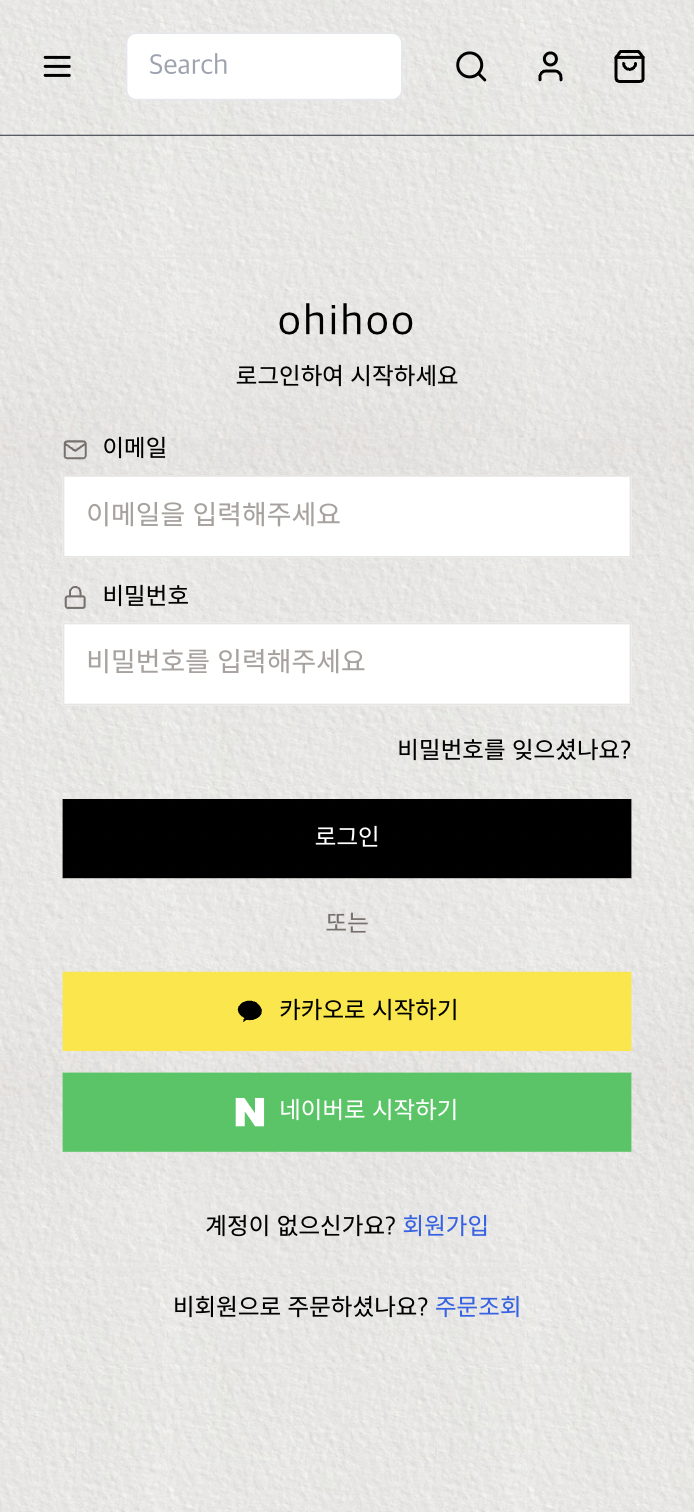 Search
ohihoo
로그인하여 시작하세요
이메일
이메일을 입력해주세요
비밀번호
비밀번호를 입력해주세요
비밀번호를 잊으셨나요?
로그인
또는
카카오로 시작하기
N 네이버로 시작하기
계정이 없으신가요? 회원가입
비회원으로 주문하셨나요? 주문조회